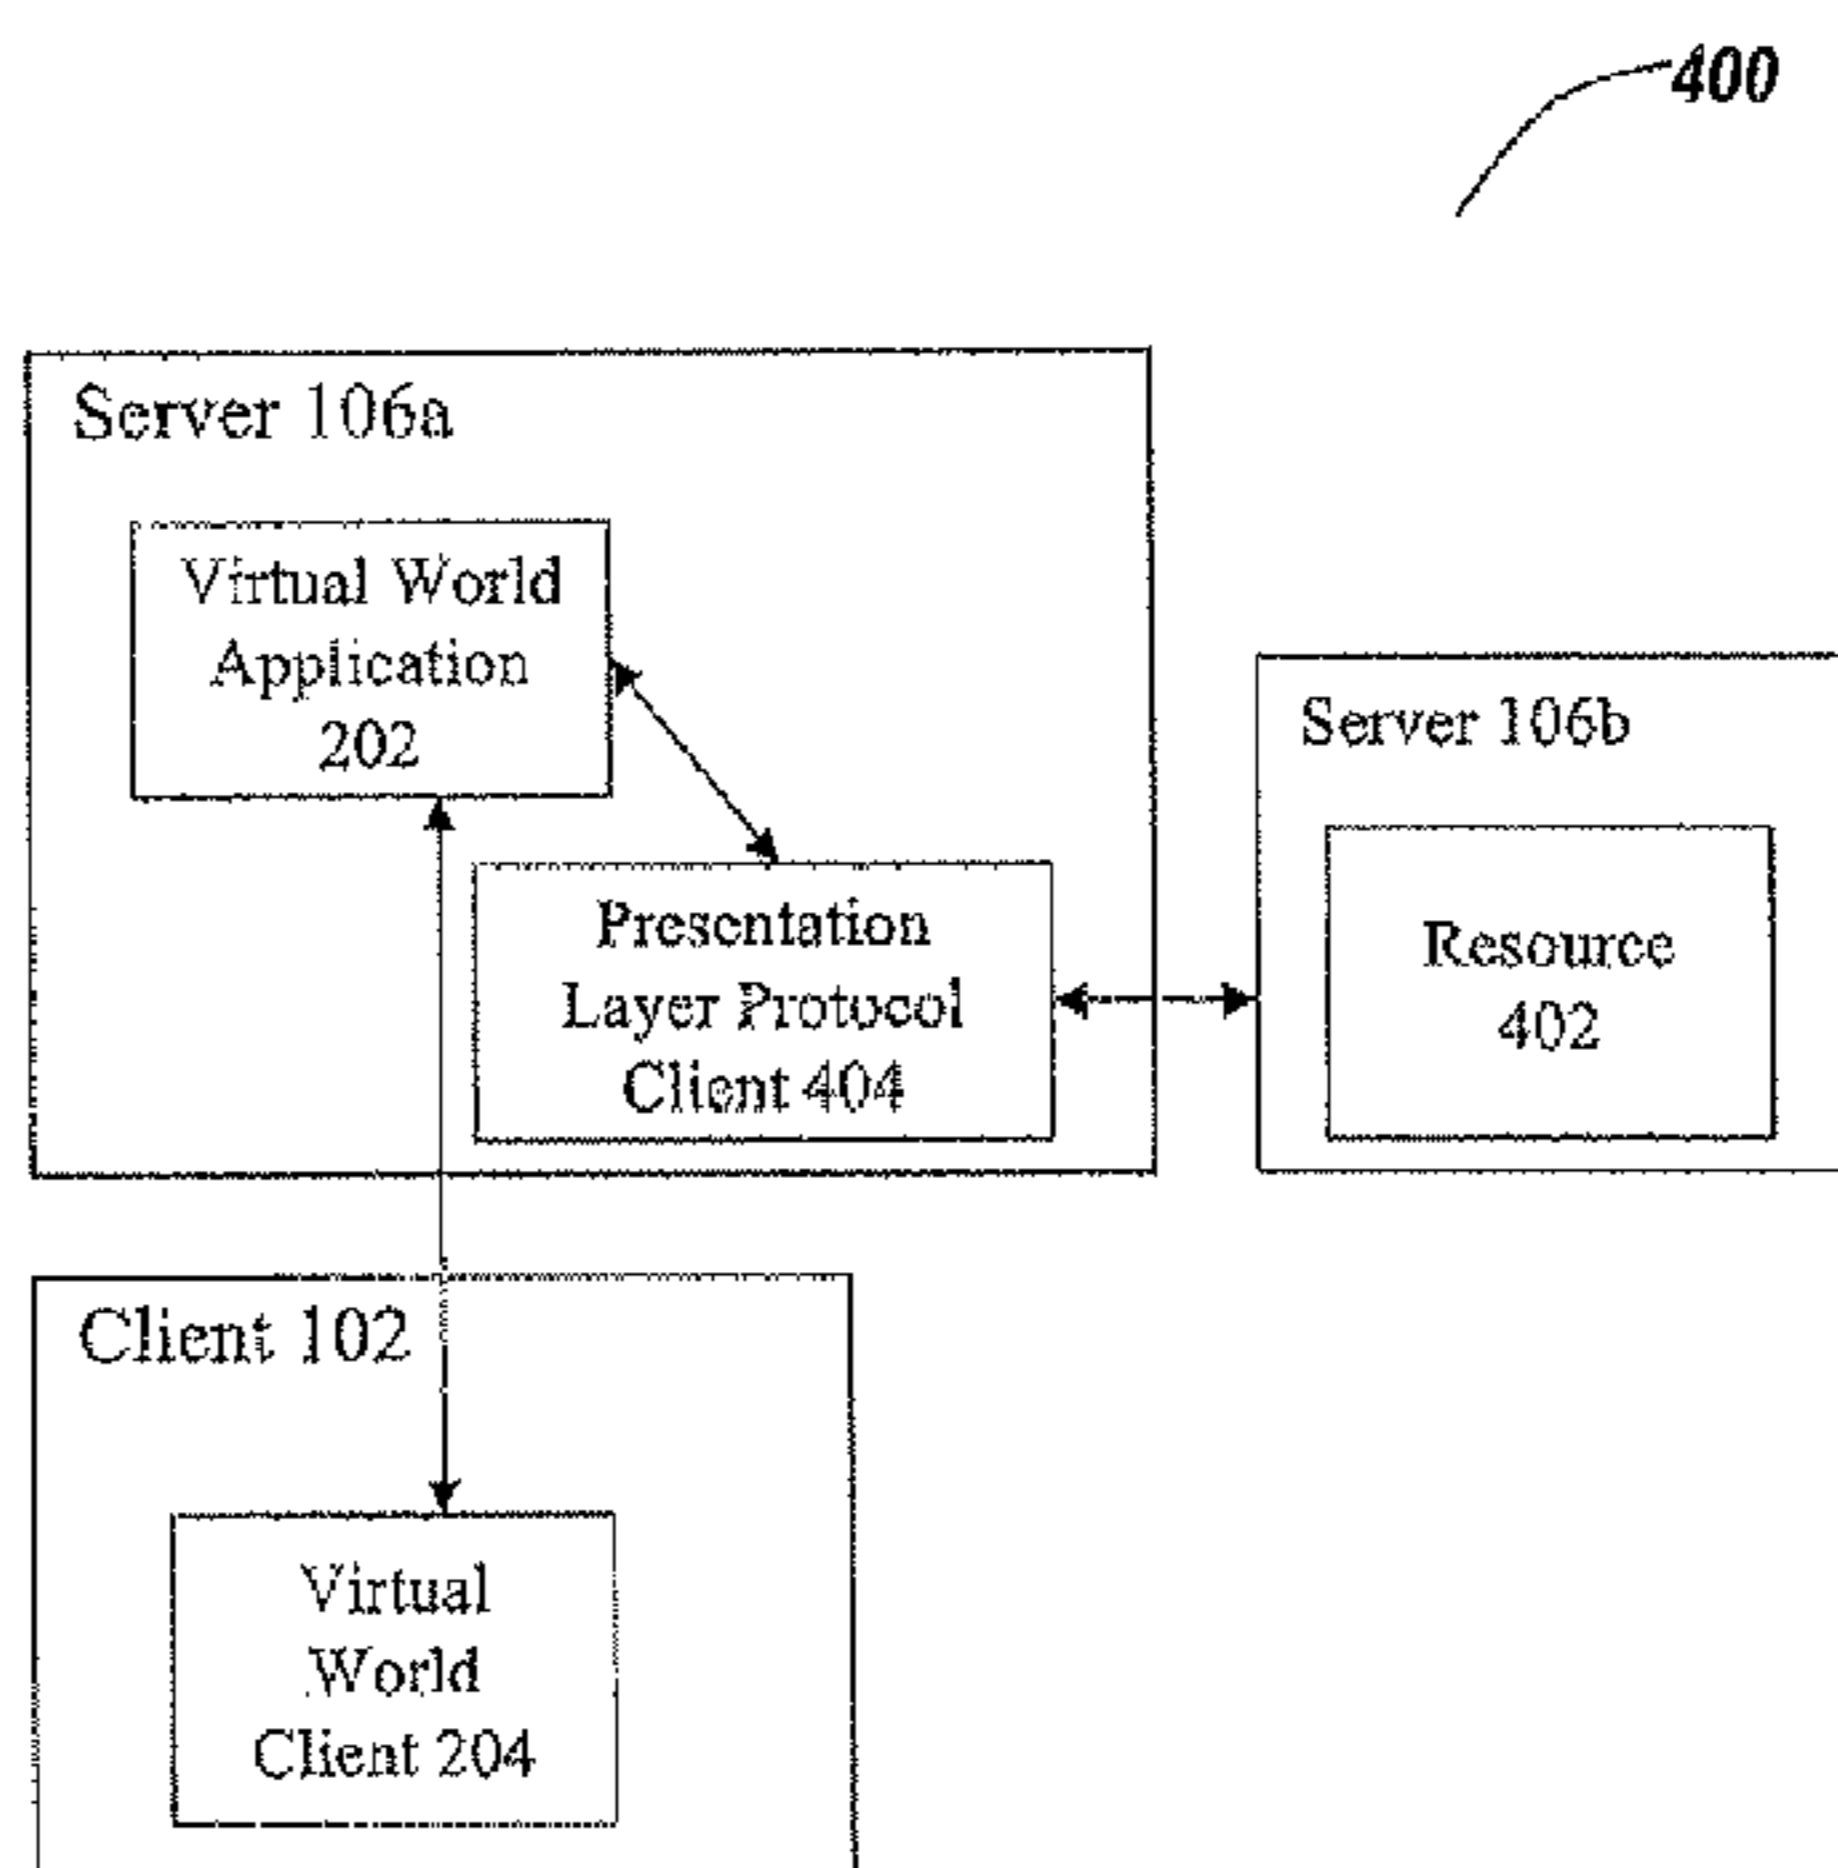 400
Server 106a
Virtual World
Application
202
Server 106b
Presentation
Layer Protocol
Client 404
Resource
402
Client 102
Virtual
World
Client 204